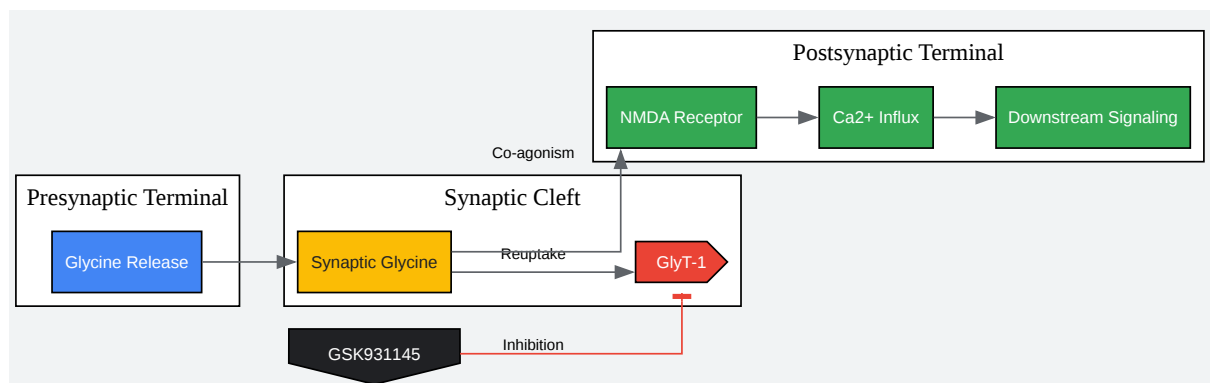 Postsynaptic Terminal
NMDA Receptor
Ca2+ Influx
Downstream Signaling
Co-agonism
Presynaptic Terminal
Synaptic Cleft
Glycine Release
Synaptic Glycine
Reuptake
GlyT-1
GSK931145
Inhibition